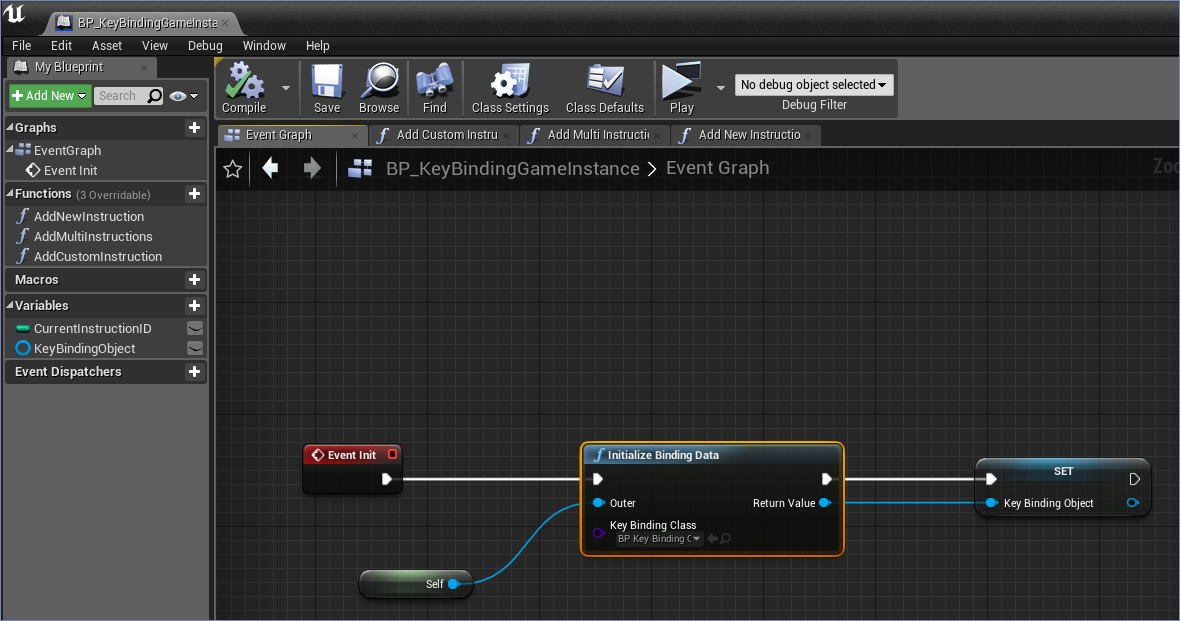 BP_KeyBindingGameInsta
File Edit Asset View Debug Window Help
My Blueprint
Add New Search
Graphs
EventGraph
Event Init
Functions (3 Overridable)
AddNewInstruction
AddMultiInstructions
AddCustomInstruction
Macros
Variables
CurrentInstructionID
KeyBindingObject
Event Dispatchers
Compile Save Browse Find Class Settings Class Defaults Play
No debug object selected
Debug Filter
Event Graph Add Custom Instru Add Multi Instructi Add New Instructio
BP_KeyBindingGameInstance > Event Graph
Zoo
Event Init
Initialize Binding Data
Outer Return Value
Key Binding Class
BP Key Binding C
SET
Key Binding Object
Self